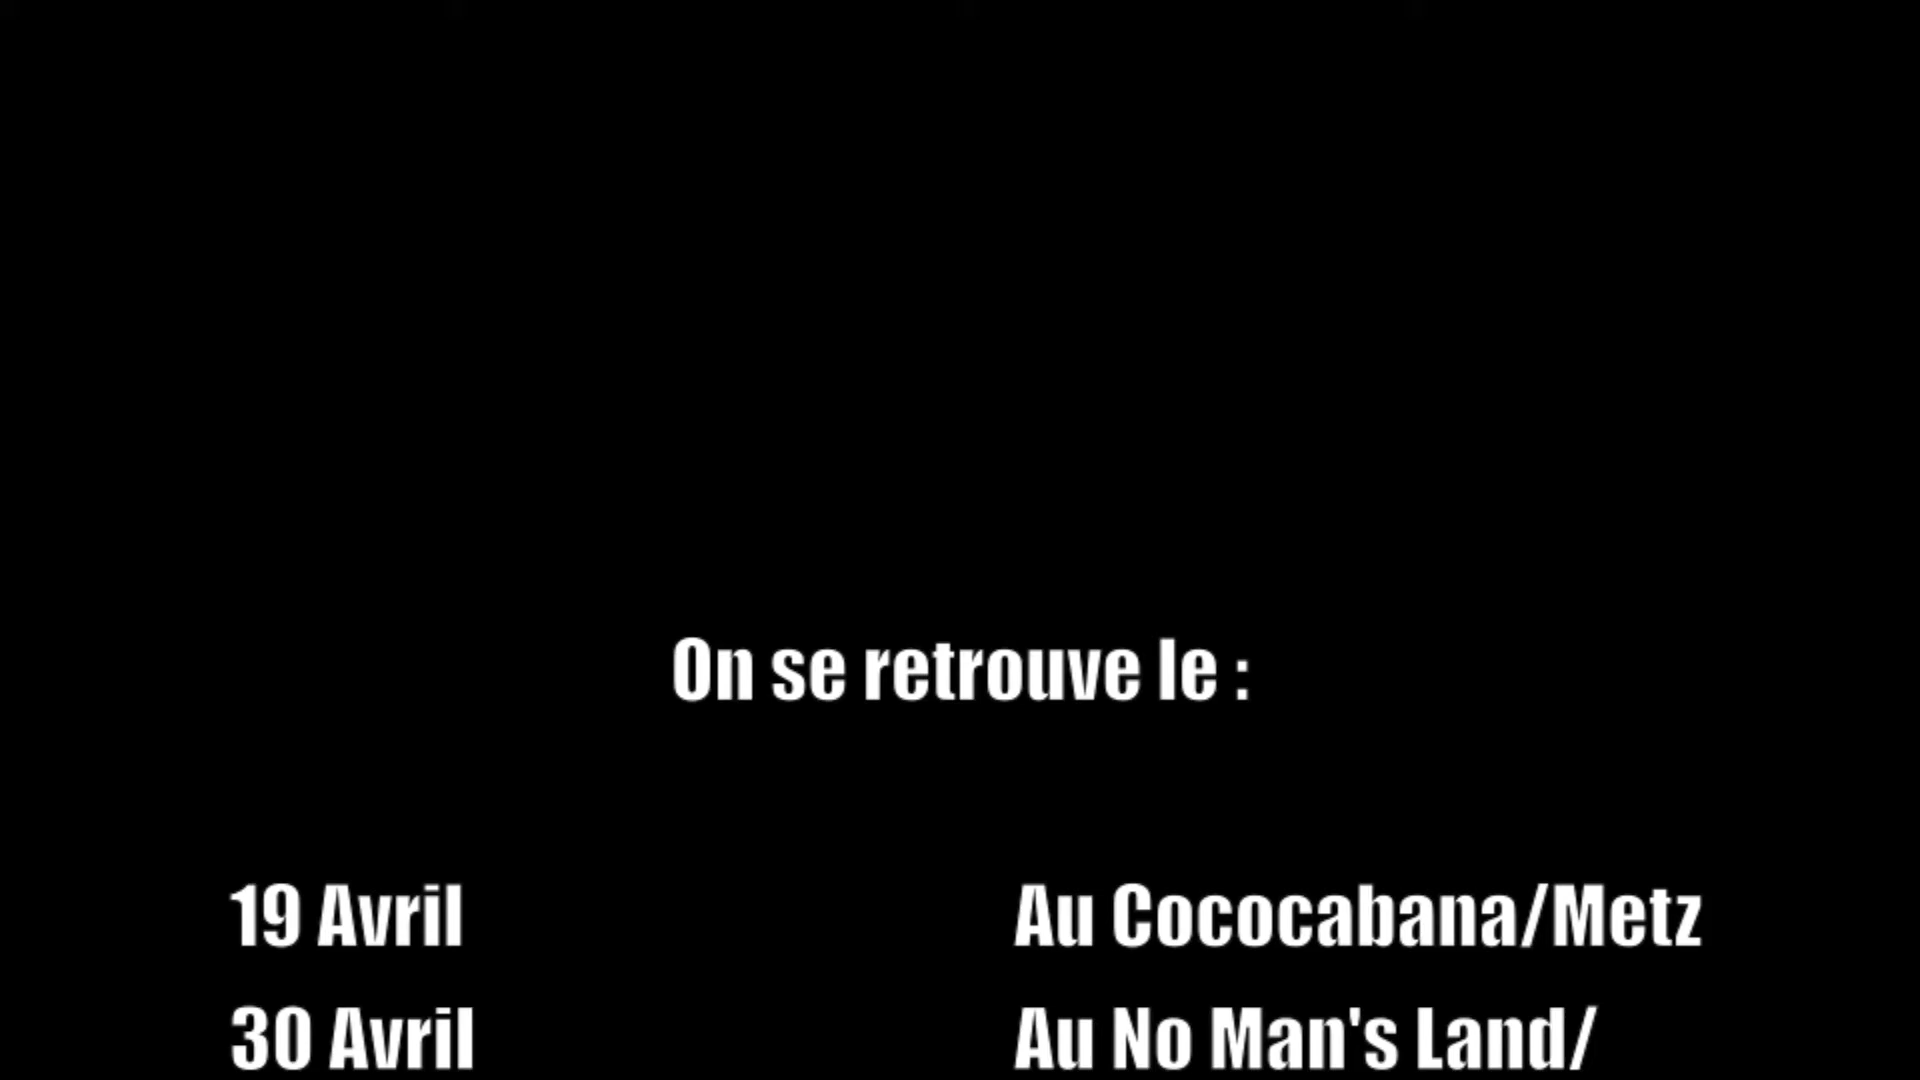 On se retrouve le :
19 Avril Au Cococabana/Metz
30 Avril Au No Man's Land/